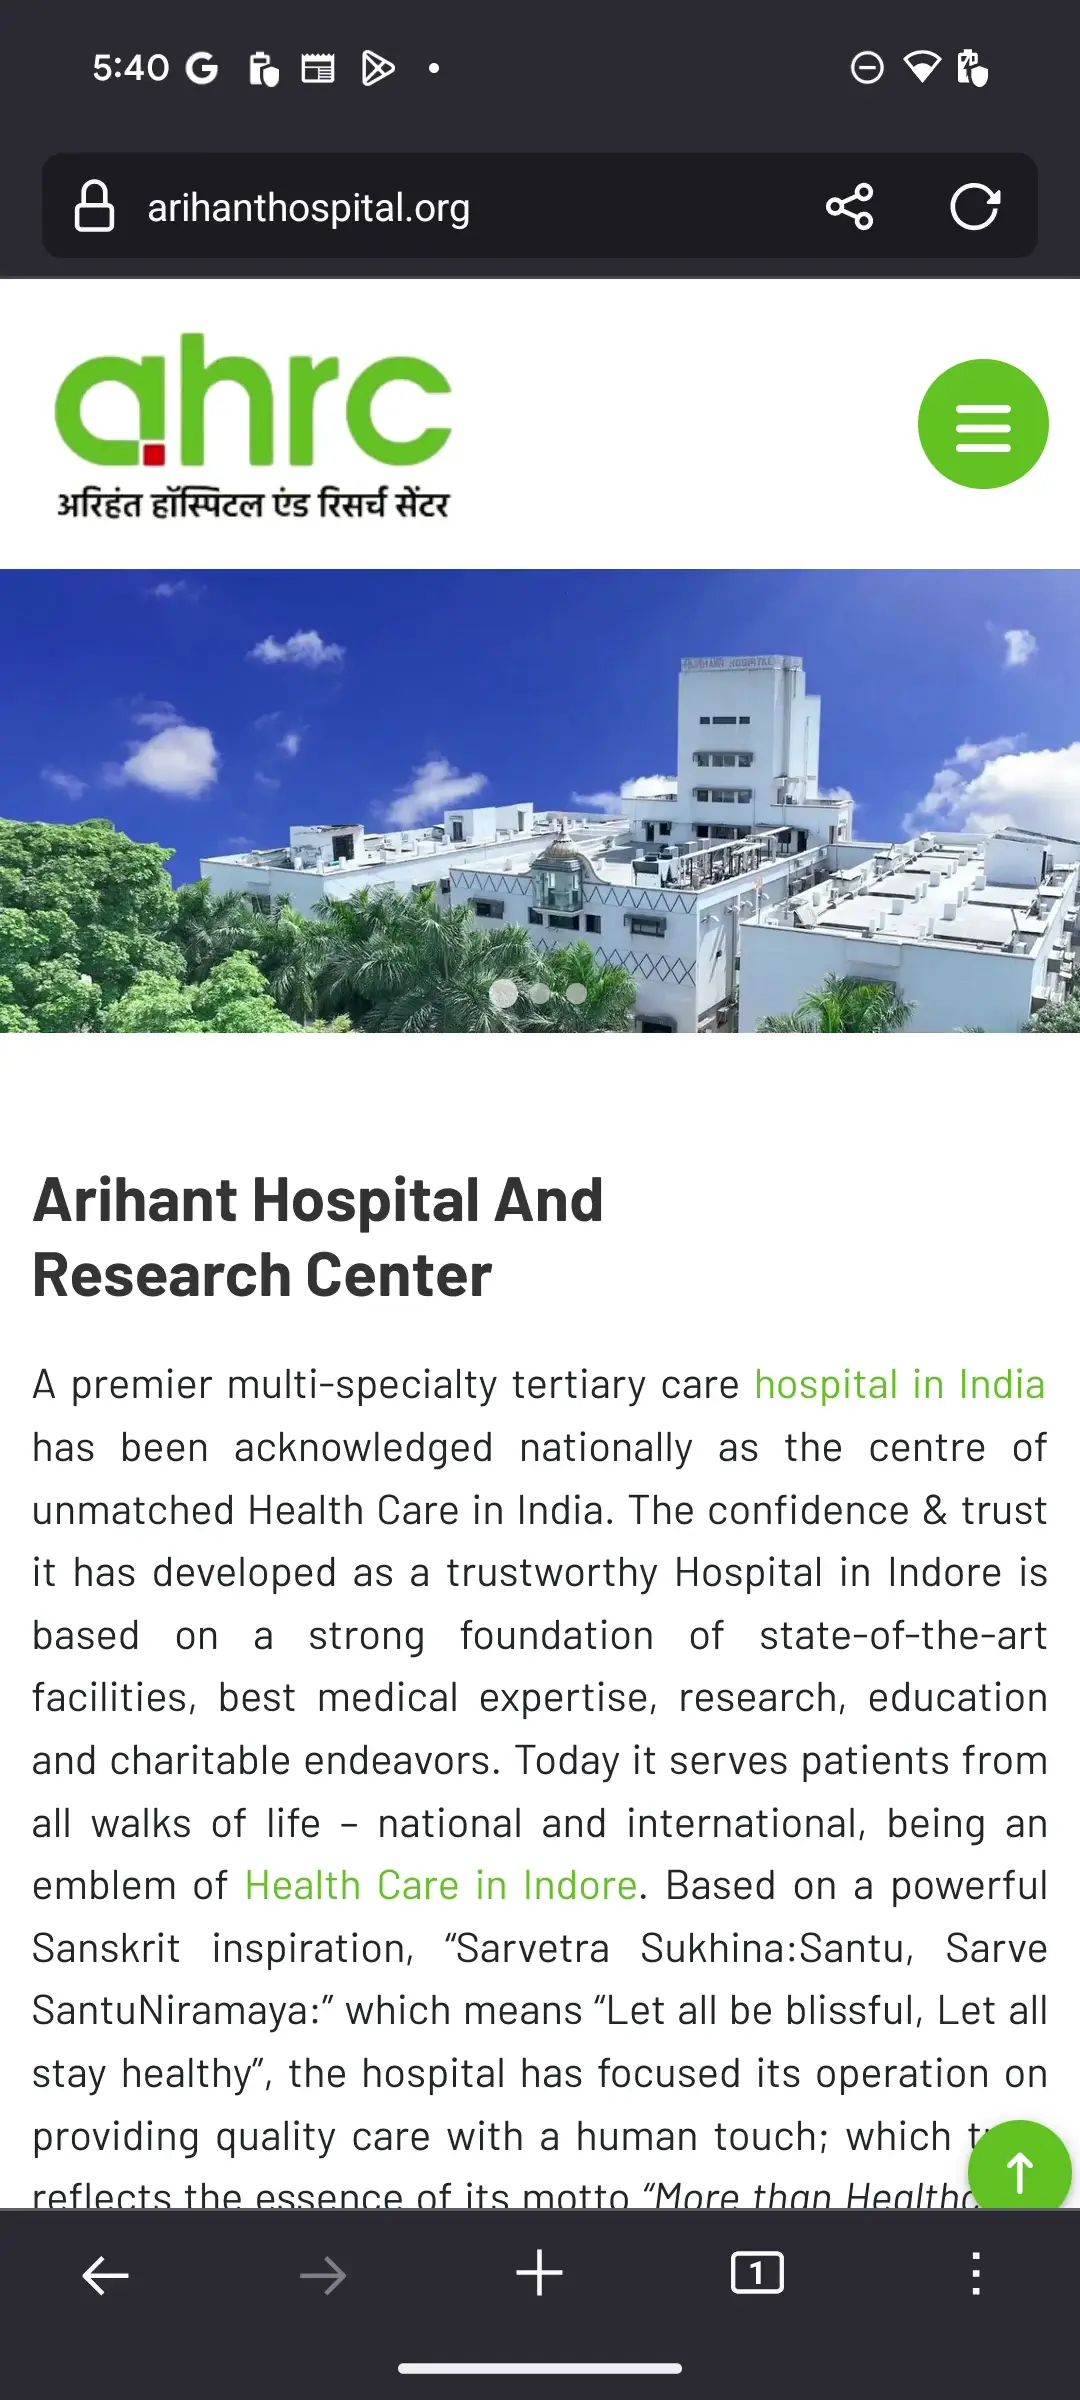 5:40
arihanthospital.org
ahrc
अरिहंत हॉस्पिटल एंड रिसर्च सेंटर
ARIHANT HOSPITAL
Arihant Hospital And
Research Center
A premier multi-specialty tertiary care hospital in India
has been acknowledged nationally as the centre of
unmatched Health Care in India. The confidence & trust
it has developed as a trustworthy Hospital in Indore is
based on a strong foundation of state-of-the-art
facilities, best medical expertise, research, education
and charitable endeavors. Today it serves patients from
all walks of life – national and international, being an
emblem of Health Care in Indore. Based on a powerful
Sanskrit inspiration, “Sarvetra Sukhina:Santu, Sarve
SantuNiramaya:” which means “Let all be blissful, Let all
stay healthy”, the hospital has focused its operation on
providing quality care with a human touch; which
reflects the essence of its motto “More than
1